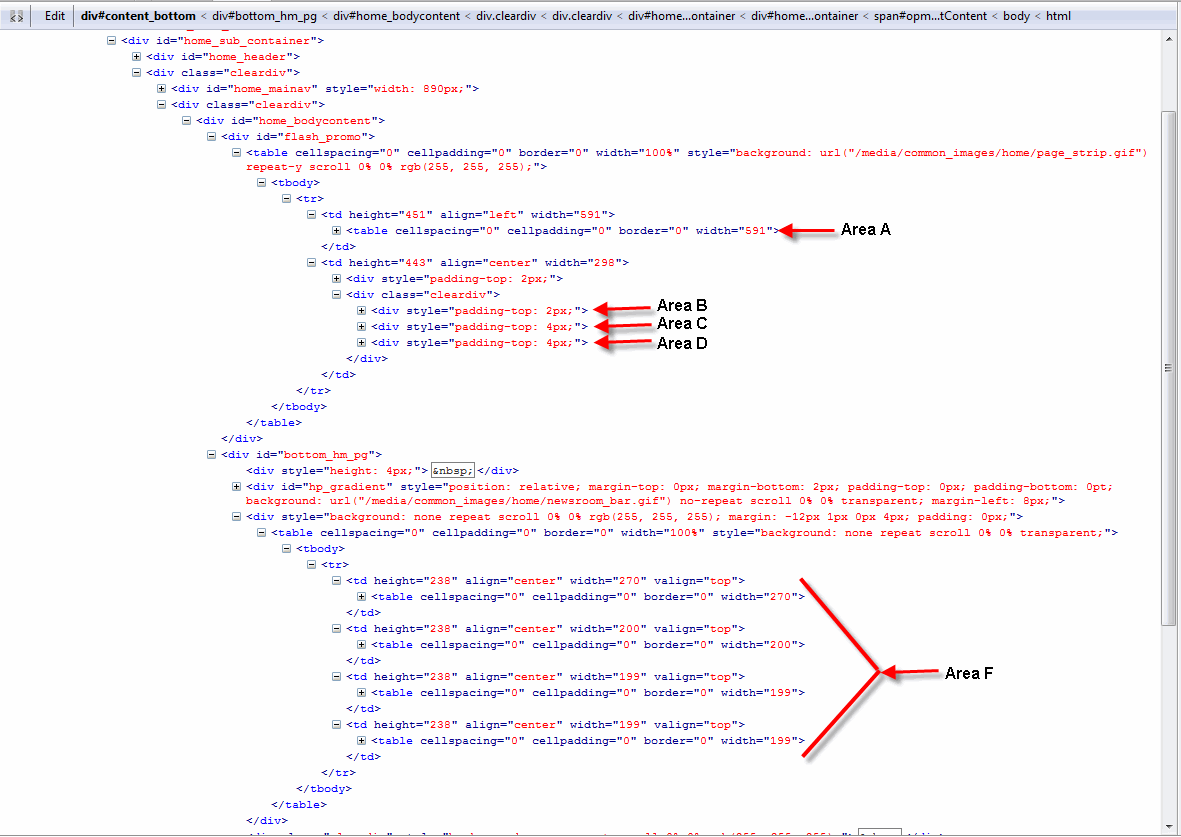 Edit div#content_bottom < div#bottom_hm_pg < div#home_bodycontent < div.cleardiv < div.cleardiv < div#home...ontainer < div#home...ontainer < span#opm...tContent < body < html
<div id="home_sub_container">
<div id="home_header">
<div class="cleardiv">
<div id="home_mainav" style="width: 890px;">
<div class="cleardiv">
<div id="home_bodycontent">
<div id="flash_promo">
<table cellspacing="0" cellpadding="0" border="0" width="100%" style="background: url("/media/common_images/home/page_strip.gif")
repeat-y scroll 0% 0% rgb(255, 255, 255);">
<tbody>
<tr>
<td height="451" align="left" width="591">
<table cellspacing="0" cellpadding="0" border="0" width="591"> Area A
</td>
<td height="443" align="center" width="298">
<div style="padding-top: 2px;">
<div class="cleardiv">
<div style="padding-top: 2px;"> Area B
<div style="padding-top: 4px;"> Area C
<div style="padding-top: 4px;"> Area D
</div>
</td>
</tr>
</tbody>
</table>
</div>
<div id="bottom_hm_pg">
<div style="height: 4px;"> &nbsp; </div>
<div id="hp_gradient" style="position: relative; margin-top: 0px; margin-bottom: 2px; padding-top: 0px; padding-bottom: 0pt;
background: url("/media/common_images/home/newsroom_bar.gif") no-repeat scroll 0% 0% transparent; margin-left: 8px;">
<div style="background: none repeat scroll 0% 0% rgb(255, 255, 255); margin: -12px 1px 0px 4px; padding: 0px;">
<table cellspacing="0" cellpadding="0" border="0" width="100%" style="background: none repeat scroll 0% 0% transparent;">
<tbody>
<tr>
<td height="238" align="center" width="270" valign="top">
<table cellspacing="0" cellpadding="0" border="0" width="270">
</td>
<td height="238" align="center" width="200" valign="top">
<table cellspacing="0" cellpadding="0" border="0" width="200">
</td>
Area F
<td height="238" align="center" width="199" valign="top">
<table cellspacing="0" cellpadding="0" border="0" width="199">
</td>
<td height="238" align="center" width="199" valign="top">
<table cellspacing="0" cellpadding="0" border="0" width="199">
</td>
</tr>
</tbody>
</table>
</div>